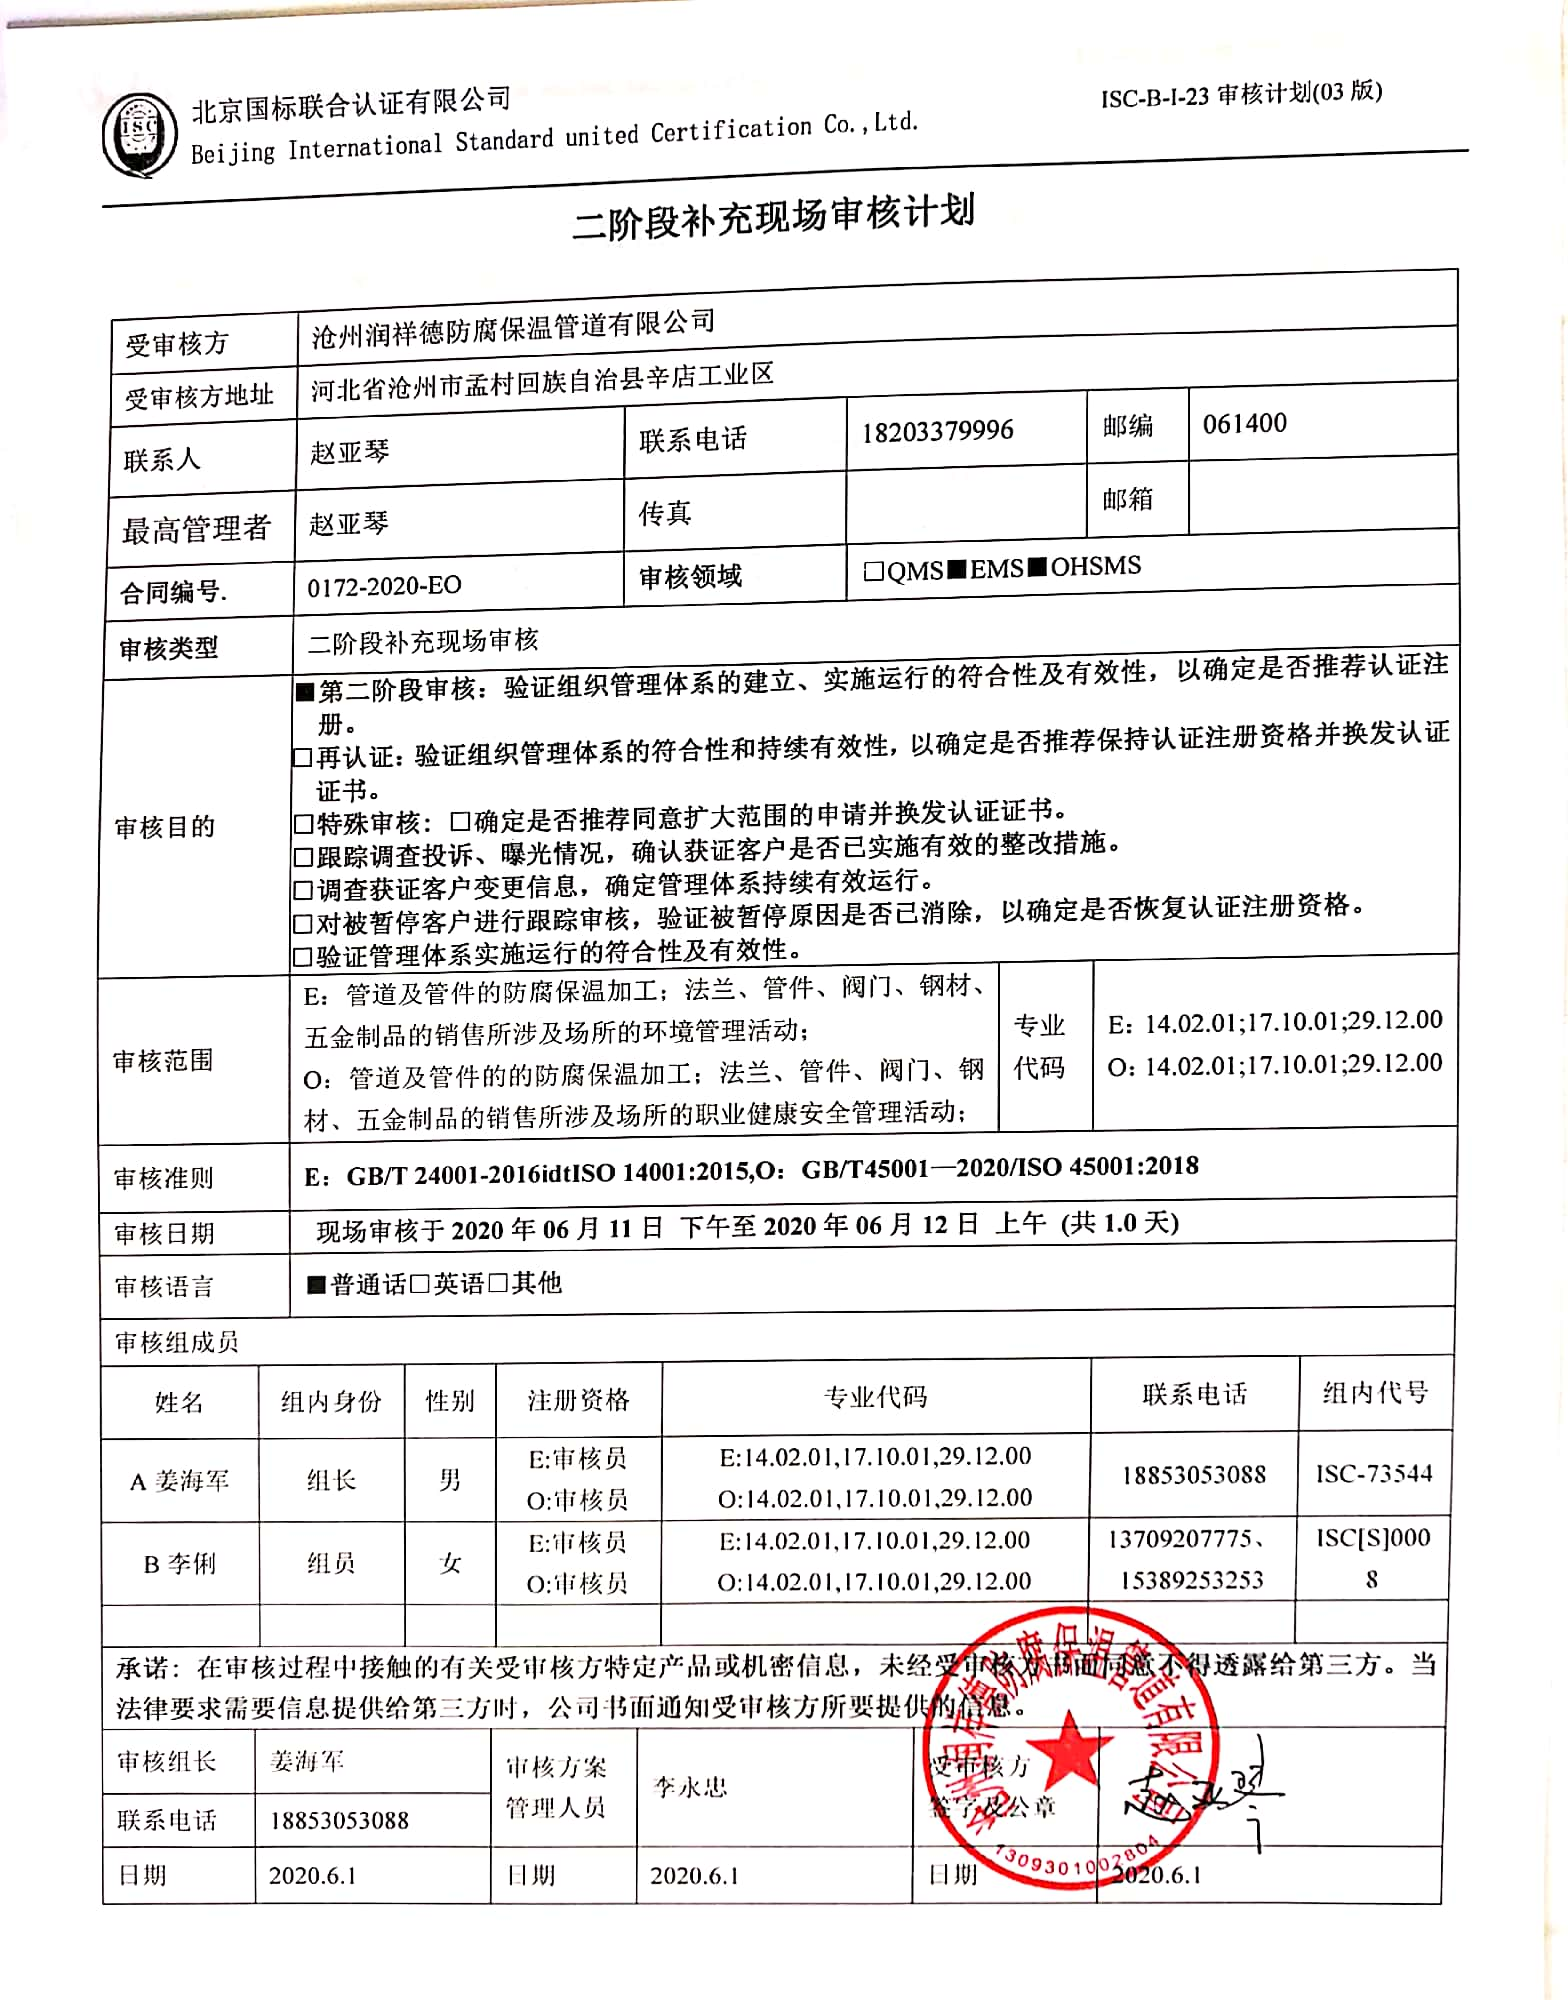 ISC
北京国标联合认证有限公司
ISC-B-I-23 审核计划(03 版)
Beijing International Standard united Certification Co.,Ltd.
二阶段补充现场审核计划
受审核方 沧州润祥德防腐保温管道有限公司
受审核方地址 河北省沧州市孟村回族自治县辛店工业区
联系人 赵亚琴 联系电话 18203379996 邮编 061400
最高管理者 赵亚琴 传真 邮箱
合同编号. 0172-2020-EO 审核领域 □QMS■EMS■OHSMS
审核类型 二阶段补充现场审核
审核目的
■第二阶段审核：验证组织管理体系的建立、实施运行的符合性及有效性，以确定是否推荐认证注
册。
□再认证：验证组织管理体系的符合性和持续有效性，以确定是否推荐保持认证注册资格并换发认证
证书。
□特殊审核：□确定是否推荐同意扩大范围的申请并换发认证证书。
□跟踪调查投诉、曝光情况，确认获证客户是否已实施有效的整改措施。
□调查获证客户变更信息，确定管理体系持续有效运行。
□对被暂停客户进行跟踪审核，验证被暂停原因是否已消除，以确定是否恢复认证注册资格。
□验证管理体系实施运行的符合性及有效性。
审核范围
E：管道及管件的防腐保温加工；法兰、管件、阀门、钢材、
五金制品的销售所涉及场所的环境管理活动；
O：管道及管件的的防腐保温加工；法兰、管件、阀门、钢
材、五金制品的销售所涉及场所的职业健康安全管理活动；
专业
代码
E：14.02.01;17.10.01;29.12.00
O：14.02.01;17.10.01;29.12.00
审核准则 E：GB/T 24001-2016idtISO 14001:2015,O：GB/T45001—2020/ISO 45001:2018
审核日期 现场审核于 2020 年 06 月 11 日 下午至 2020 年 06 月 12 日 上午 (共 1.0 天)
审核语言 ■普通话□英语□其他
审核组成员
姓名 组内身份 性别 注册资格 专业代码 联系电话 组内代号
A 姜海军 组长 男
E:审核员
O:审核员
E:14.02.01,17.10.01,29.12.00
O:14.02.01,17.10.01,29.12.00
18853053088 ISC-73544
B 李俐 组员 女
E:审核员
O:审核员
E:14.02.01,17.10.01,29.12.00
O:14.02.01,17.10.01,29.12.00
13709207775、
15389253253
ISC[S]000
8
承诺：在审核过程中接触的有关受审核方特定产品或机密信息，未经受审核方书面同意不得透露给第三方。当
法律要求需要信息提供给第三方时，公司书面通知受审核方所要提供的信息。
审核组长 姜海军
审核方案
管理人员
李永忠
受审核方
签字及公章
赵亚琴
联系电话 18853053088
日期 2020.6.1 日期 2020.6.1 日期 2020.6.1
沧州润祥德防腐保温管道有限公司
1309301002804